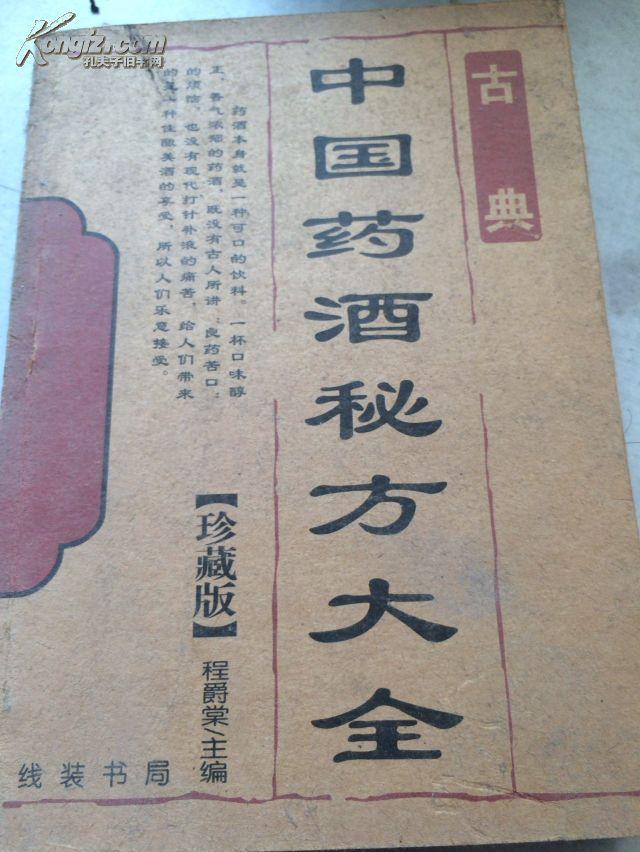 Kongfz.com
孔夫子旧书网
古典
中国药酒秘方大全
药酒本身就是一种可口的饮料。一杯口味醇
正，香气浓郁的药酒，既没有古人所讲：良药苦口；
的烦恼，也没有现代打针补液的痛苦，给人们带来
的是一种佳酿美酒的享受，所以人们乐意接受。
【珍藏版】
程爵棠/主编
线装书局